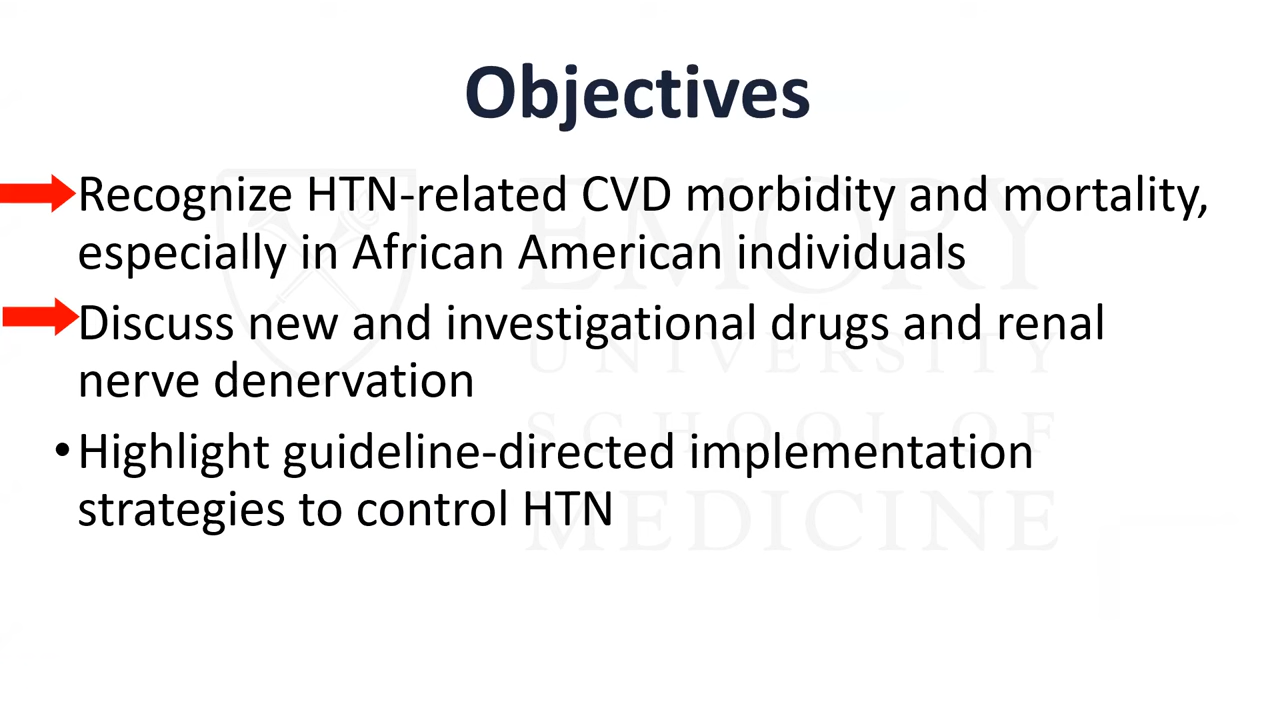 Objectives
Recognize HTN-related CVD morbidity and mortality,
especially in African American individuals
Discuss new and investigational drugs and renal
nerve denervation
• Highlight guideline-directed implementation
strategies to control HTN
EMORY
UNIVERSITY
SCHOOL OF
MEDICINE